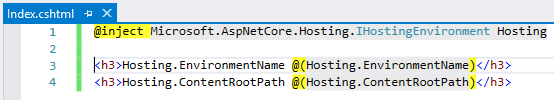 Index.cshtml
1 @inject Microsoft.AspNetCore.Hosting.IHostingEnvironment Hosting
2
3 <h3>Hosting.EnvironmentName @(Hosting.EnvironmentName)</h3>
4 <h3>Hosting.ContentRootPath @(Hosting.ContentRootPath)</h3>